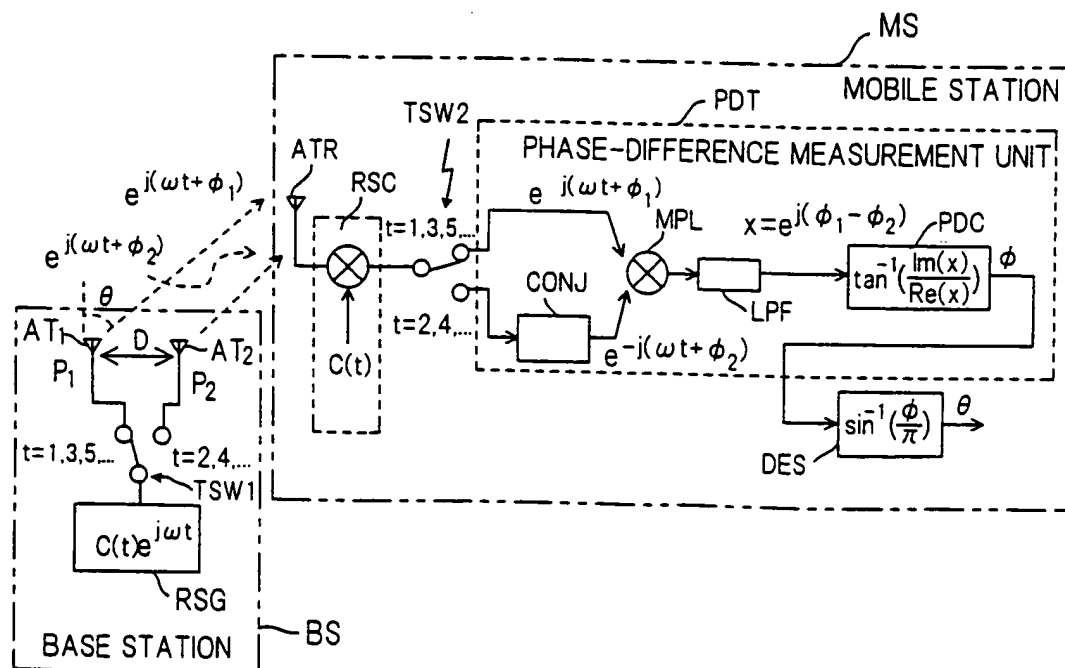 MS
MOBILE STATION
PDT
TSW2
PHASE-DIFFERENCE MEASUREMENT UNIT
ATR
RSC
e^{j(ωt+ϕ₁)}
e^{j(ωt+ϕ₁)}
MPL
x=e^{j(ϕ₁-ϕ₂)}
PDC
t=1,3,5,...
tan⁻¹(Im(x)/Re(x))
ϕ
e^{j(ωt+ϕ₂)}
CONJ
LPF
θ
t=2,4,...
e^{-j(ωt+ϕ₂)}
AT₁
D
AT₂
C(t)
P₁
P₂
sin⁻¹(ϕ/π)
θ
t=1,3,5,...
t=2,4,...
DES
TSW1
C(t)e^{jωt}
RSG
BASE STATION
BS